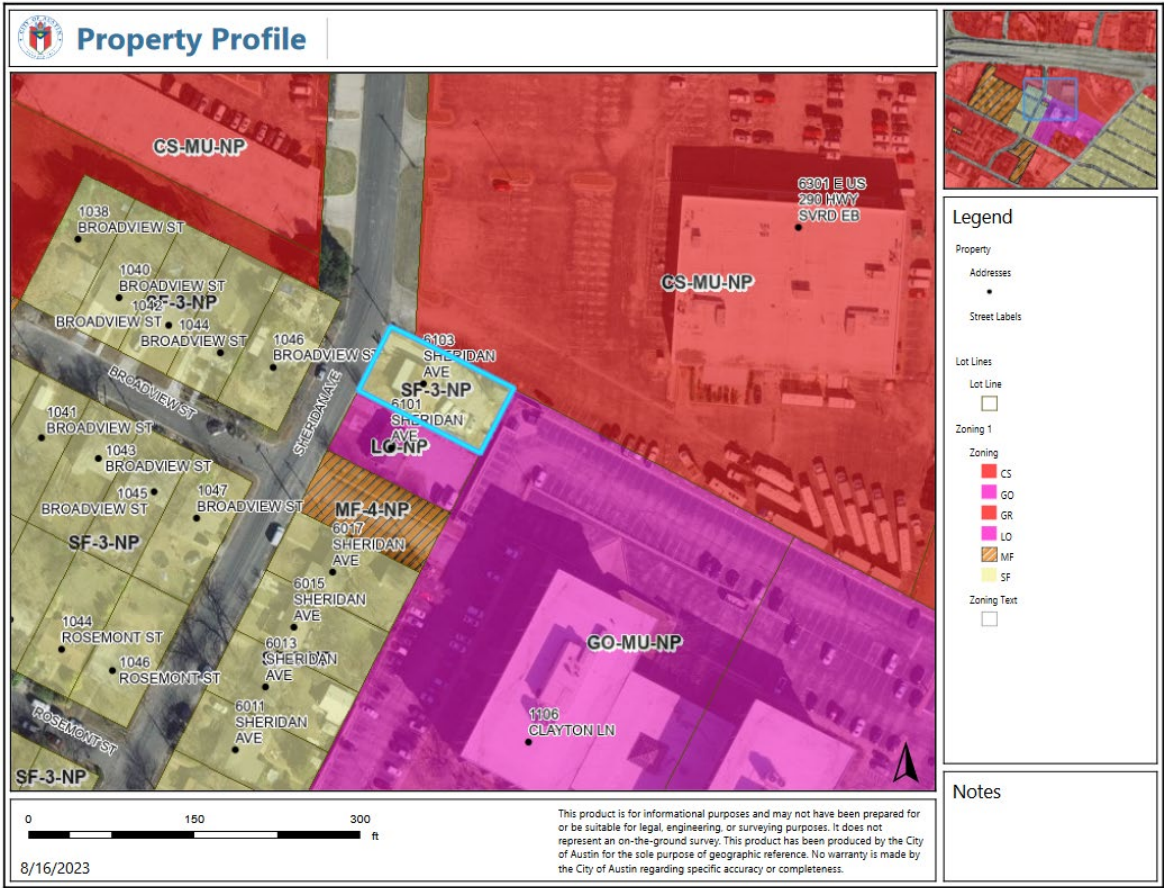 Property Profile
CS-MU-NP
1038
BROADVIEW ST
1040
BROADVIEW ST
SF-3-NP
1042
BROADVIEW ST
1044
BROADVIEW ST
1046
BROADVIEW ST
BROADVIEW ST
SHERIDAN AVE
6103
SHERIDAN
AVE
SF-3-NP
6101
SHERIDAN
AVE
LO-NP
MF-4-NP
6301 E US
290 HWY
SVRD EB
CS-MU-NP
1041
BROADVIEW ST
1043
BROADVIEW ST
1045
BROADVIEW ST
1047
BROADVIEW ST
SF-3-NP
6017
SHERIDAN
AVE
6015
SHERIDAN
AVE
6013
SHERIDAN
AVE
6011
SHERIDAN
AVE
1044
ROSEMONT ST
1046
ROSEMONT ST
ROSEMONT ST
SF-3-NP
GO-MU-NP
1106
CLAYTON LN
Legend
Property
Addresses
Street Labels
Lot Lines
Lot Line
Zoning 1
Zoning
CS
GO
GR
LO
MF
SF
Zoning Text
Notes
0 150 300
ft
8/16/2023
This product is for informational purposes and may not have been prepared for
or be suitable for legal, engineering, or surveying purposes. It does not
represent an on-the-ground survey. This product has been produced by the City
of Austin for the sole purpose of geographic reference. No warranty is made by
the City of Austin regarding specific accuracy or completeness.